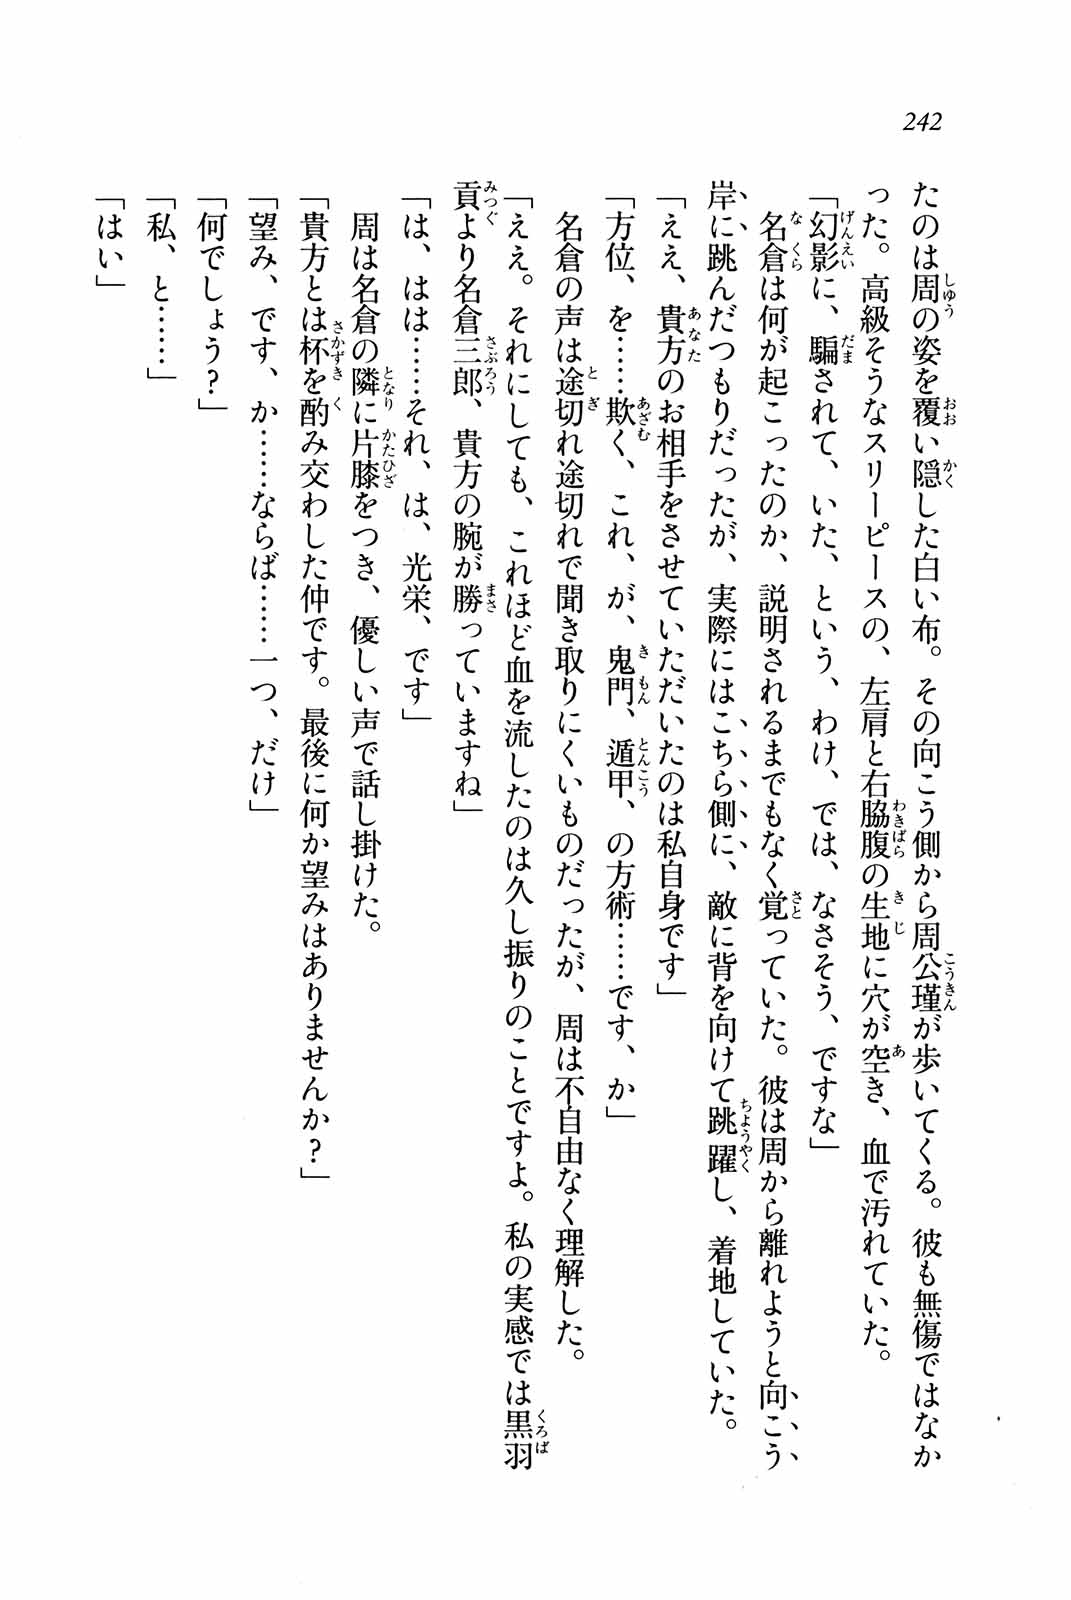 242
たのは周の姿を覆い隠した白い布。その向こう側から周公瑾が歩いてくる。彼も無傷ではなか
った。高級そうなスリーピースの、左肩と右脇腹の生地に穴が空き、血で汚れていた。
「幻影に、騙されて、いた、という、わけ、では、なさそう、ですな」
　名倉は何が起こったのか、説明されるまでもなく覚っていた。彼は周から離れようと向こう
岸に跳んだつもりだったが、実際にはこちら側に、敵に背を向けて跳躍し、着地していた。
「ええ、貴方のお相手をさせていただいたのは私自身です」
「方位、を……欺く、これ、が、鬼門、遁甲、の方術……です、か」
　名倉の声は途切れ途切れで聞き取りにくいものだったが、周は不自由なく理解した。
「ええ。それにしても、これほど血を流したのは久し振りのことですよ。私の実感では黒羽
貢より名倉三郎、貴方の腕が勝っていますね」
「は、はは……それ、は、光栄、です」
　周は名倉の隣に片膝をつき、優しい声で話し掛けた。
「貴方とは杯を酌み交わした仲です。最後に何か望みはありませんか？」
「望み、です、か……ならば……一つ、だけ」
「何でしょう？」
「私、と……」
「はい」